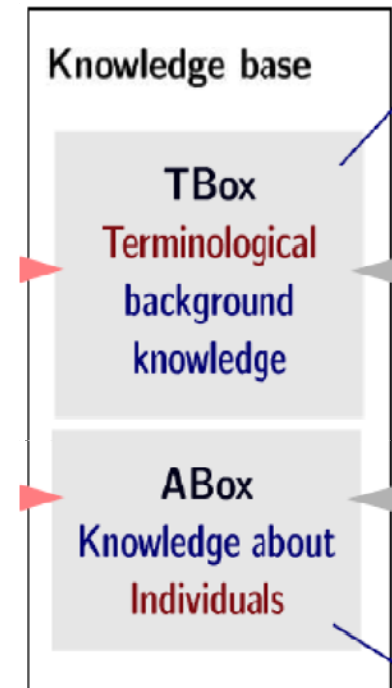 Knowledge base
TBox
Terminological
background
knowledge
ABox
Knowledge about
Individuals